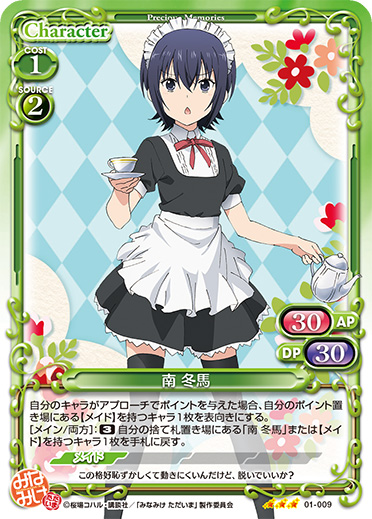 Precious Memories
Character
COST
1
SOURCE
2
30 AP
DP 30
南 冬馬
自分のキャラがアプローチでポイントを与えた場合、自分のポイント置
き場にある【メイド】を持つキャラ1枚を表向きにする。
[メイン/両方]:3 自分の捨て札置き場にある「南 冬馬」または【メイ
ド】を持つキャラ1枚を手札に戻す。
メイド
この格好恥ずかしくて動きにくいんだけど、脱いでいいか?
みなみけ
ただいま
©桜場コハル・講談社/「みなみけ ただいま」製作委員会
01-009